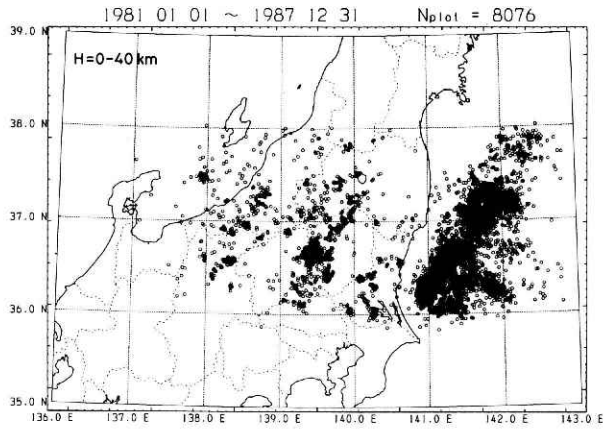 1981 01 01 ～ 1987 12 31 Nplot = 8076
39.0 N
H=0-40 km
38.0 N
37.0 N
36.0 N
35.0 N
136.0 E 137.0 E 138.0 E 139.0 E 140.0 E 141.0 E 142.0 E 143.0 E